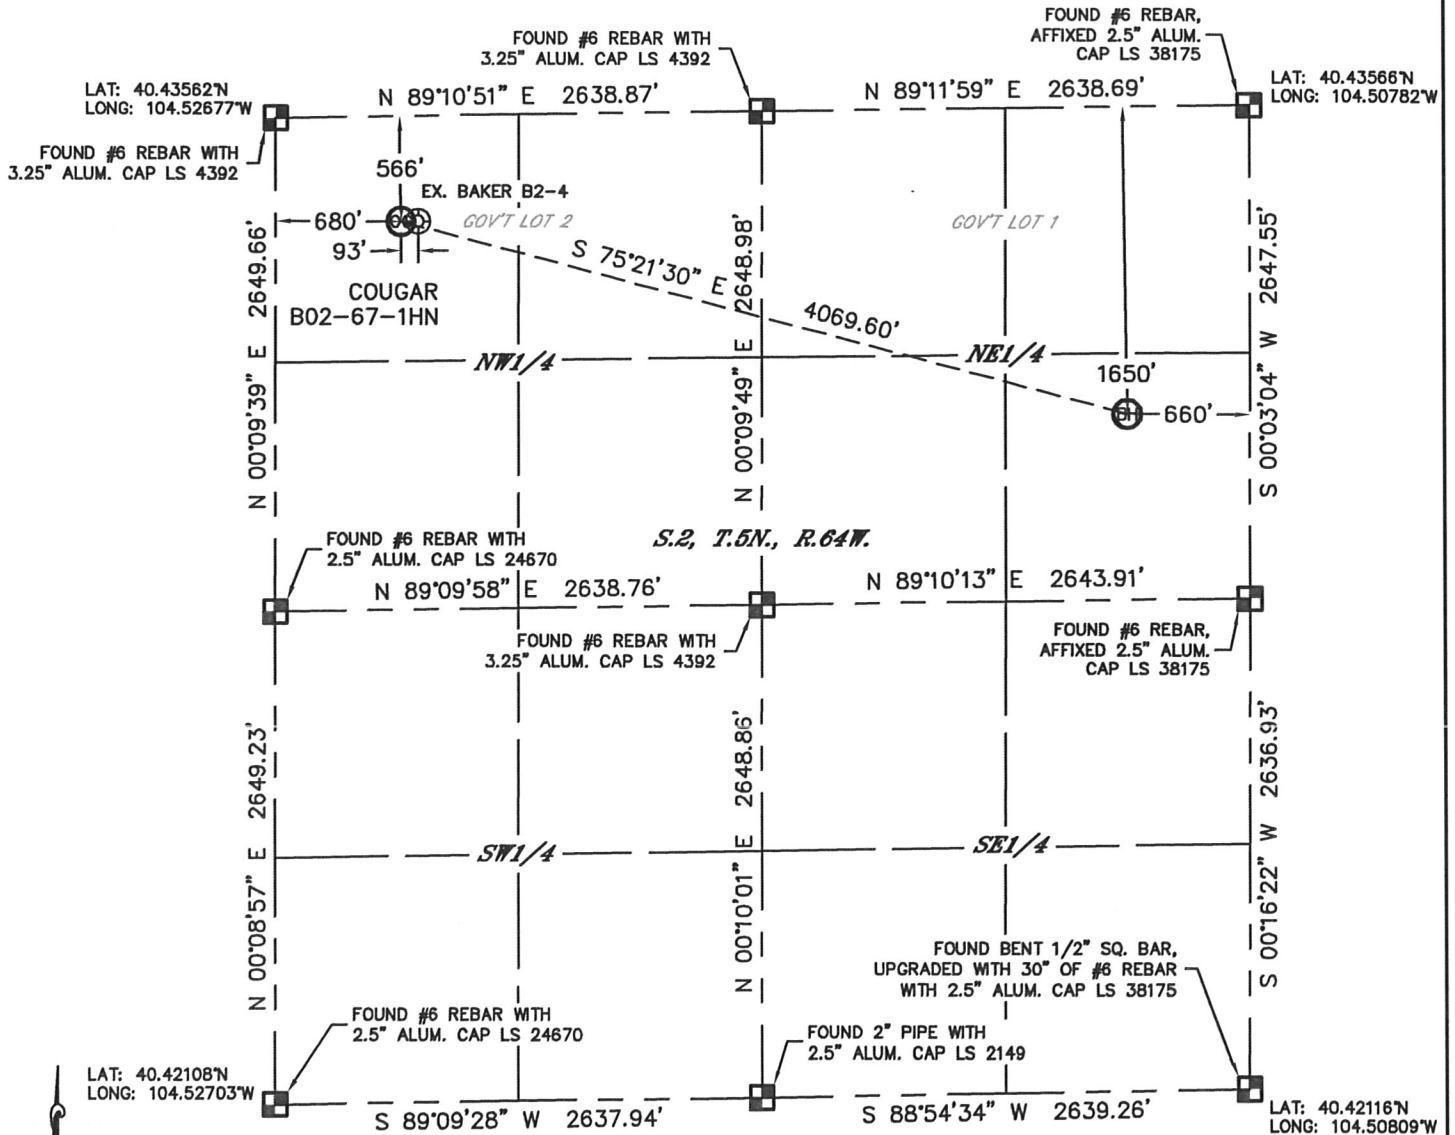 FOUND #6 REBAR,
AFFIXED 2.5" ALUM.
CAP LS 38175
FOUND #6 REBAR WITH
3.25" ALUM. CAP LS 4392
LAT: 40.43562'N
LONG: 104.52677'W
N 89°10'51" E 2638.87'
N 89°11'59" E 2638.69'
LAT: 40.43566'N
LONG: 104.50782'W
FOUND #6 REBAR WITH
3.25" ALUM. CAP LS 4392
566'
EX. BAKER B2-4
680'
GOV'T LOT 2
GOV'T LOT 1
93'
COUGAR
B02-67-1HN
S 75°21'30" E
4069.60'
N 00°09'39" E 2649.66'
N 00°09'49" E 2648.98'
S 00°03'04" W 2647.55'
NW1/4
NE1/4
1650'
BH
660'
S.2, T.5N., R.64W.
FOUND #6 REBAR WITH
2.5" ALUM. CAP LS 24670
N 89°09'58" E 2638.76'
N 89°10'13" E 2643.91'
FOUND #6 REBAR WITH
3.25" ALUM. CAP LS 4392
FOUND #6 REBAR,
AFFIXED 2.5" ALUM.
CAP LS 38175
N 00°08'57" E 2649.23'
N 00°10'01" E 2648.86'
S 00°16'22" W 2636.93'
SW1/4
SE1/4
FOUND BENT 1/2" SQ. BAR,
UPGRADED WITH 30" OF #6 REBAR
WITH 2.5" ALUM. CAP LS 38175
FOUND #6 REBAR WITH
2.5" ALUM. CAP LS 24670
FOUND 2" PIPE WITH
2.5" ALUM. CAP LS 2149
LAT: 40.42108'N
LONG: 104.52703'W
S 89°09'28" W 2637.94'
S 88°54'34" W 2639.26'
LAT: 40.42116'N
LONG: 104.50809'W